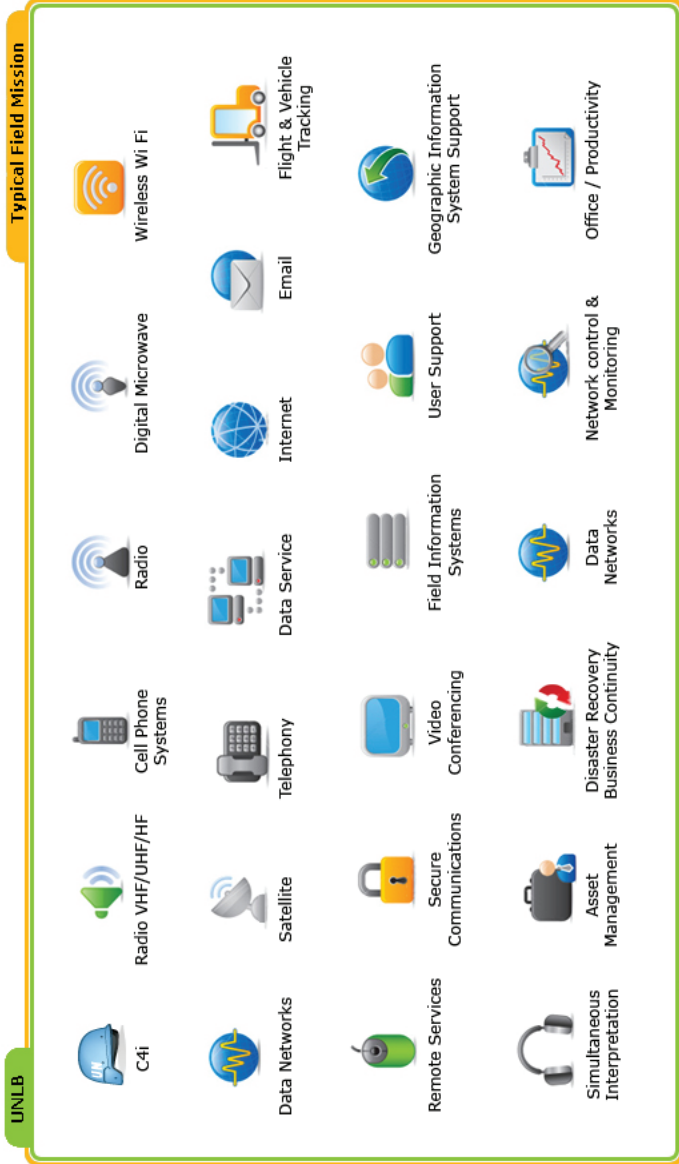 UNLB
Typical Field Mission
C4i
Radio VHF/UHF/HF
Cell Phone
Systems
Radio
Digital Microwave
Wireless Wi Fi
Data Networks
Satellite
Telephony
Data Service
Internet
Email
Flight & Vehicle
Tracking
Remote Services
Secure
Communications
Video
Conferencing
Field Information
Systems
User Support
Geographic Information
System Support
Simultaneous
Interpretation
Asset
Management
Disaster Recovery
Business Continuity
Data
Networks
Network control &
Monitoring
Office / Productivity
UN